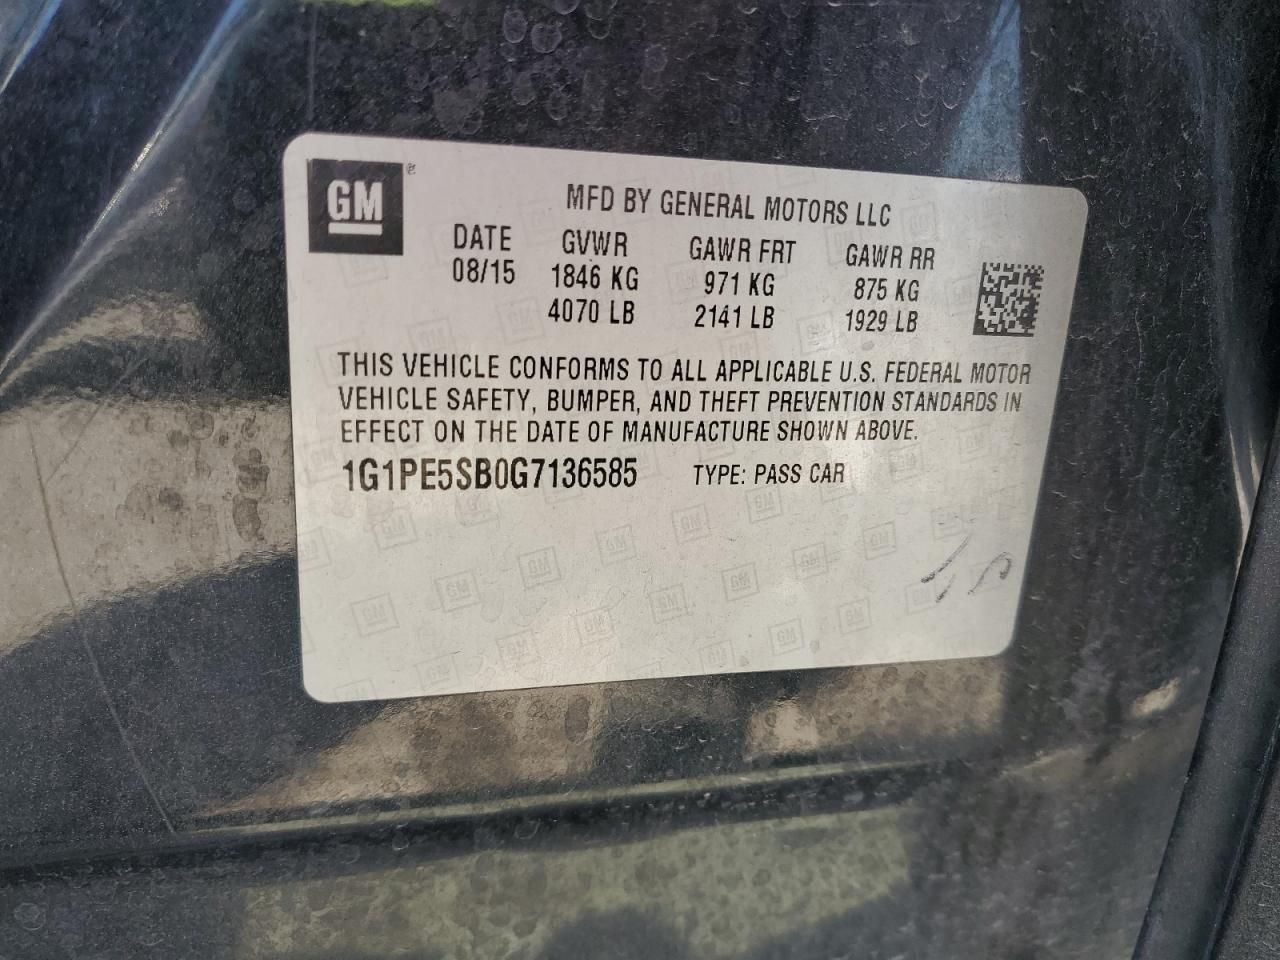 GM
MFD BY GENERAL MOTORS LLC
DATE GVWR GAWR FRT GAWR RR
08/15 1846 KG 971 KG 875 KG
4070 LB 2141 LB 1929 LB
THIS VEHICLE CONFORMS TO ALL APPLICABLE U.S. FEDERAL MOTOR
VEHICLE SAFETY, BUMPER, AND THEFT PREVENTION STANDARDS IN
EFFECT ON THE DATE OF MANUFACTURE SHOWN ABOVE.
1G1PE5SB0G7136585 TYPE: PASS CAR